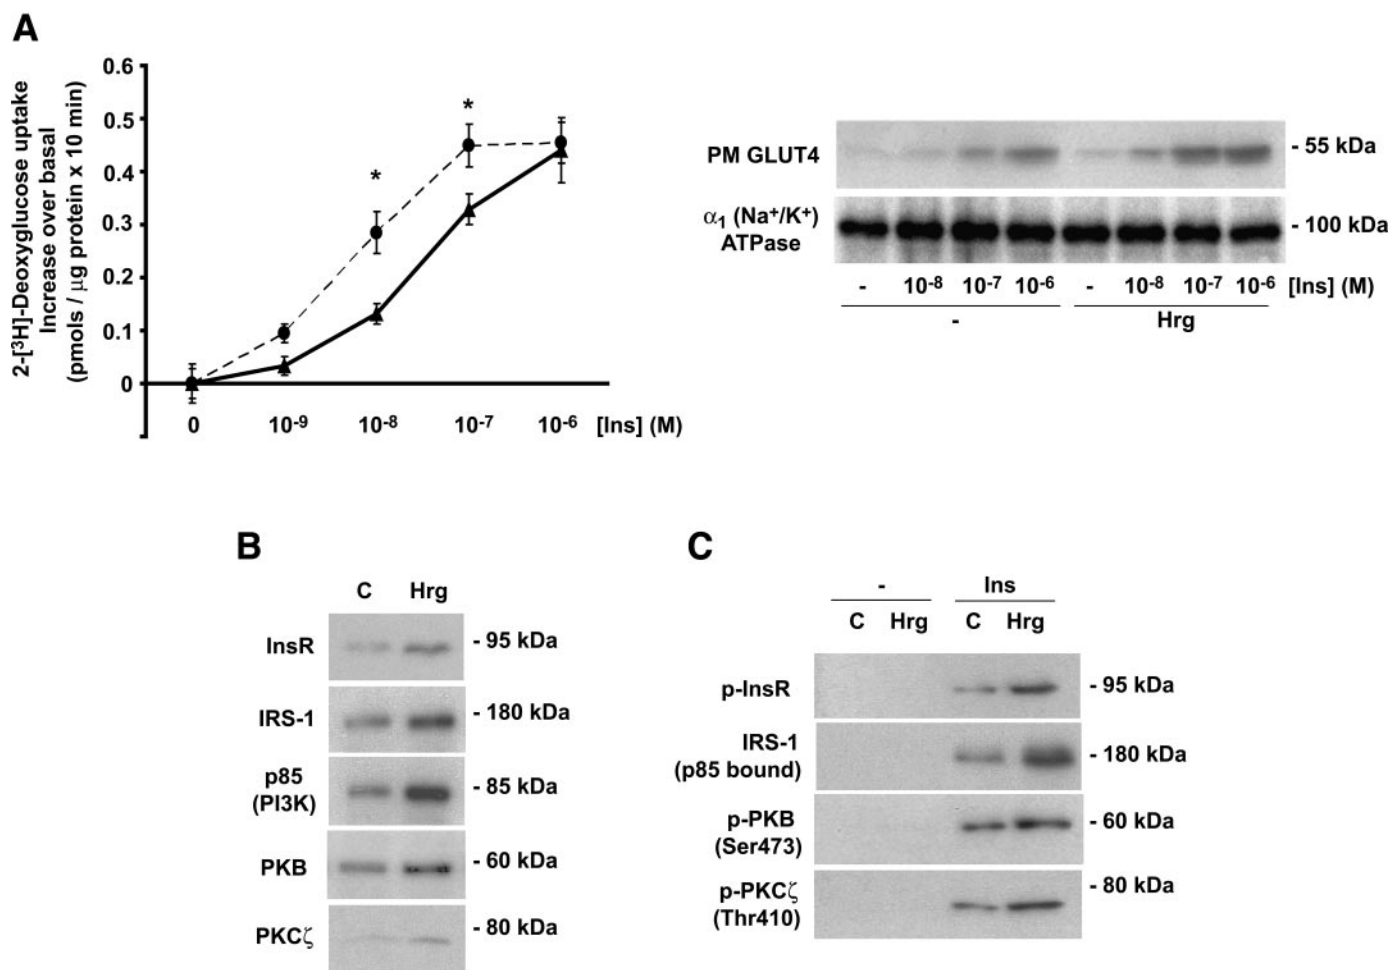 A
2-[³H]-Deoxyglucose uptake
Increase over basal
(pmols / µg protein x 10 min)
0.6
0.5
0.4
0.3
0.2
0.1
0
*
*
0 10⁻⁹ 10⁻⁸ 10⁻⁷ 10⁻⁶ [Ins] (M)
PM GLUT4
- 55 kDa
α₁ (Na⁺/K⁺)
ATPase
- 100 kDa
- 10⁻⁸ 10⁻⁷ 10⁻⁶ - 10⁻⁸ 10⁻⁷ 10⁻⁶ [Ins] (M)
- Hrg
B
C Hrg
InsR - 95 kDa
IRS-1 - 180 kDa
p85
(PI3K)
- 85 kDa
PKB - 60 kDa
PKCζ - 80 kDa
C
- Ins
C Hrg C Hrg
p-InsR - 95 kDa
IRS-1
(p85 bound)
- 180 kDa
p-PKB
(Ser473)
- 60 kDa
p-PKCζ
(Thr410)
- 80 kDa